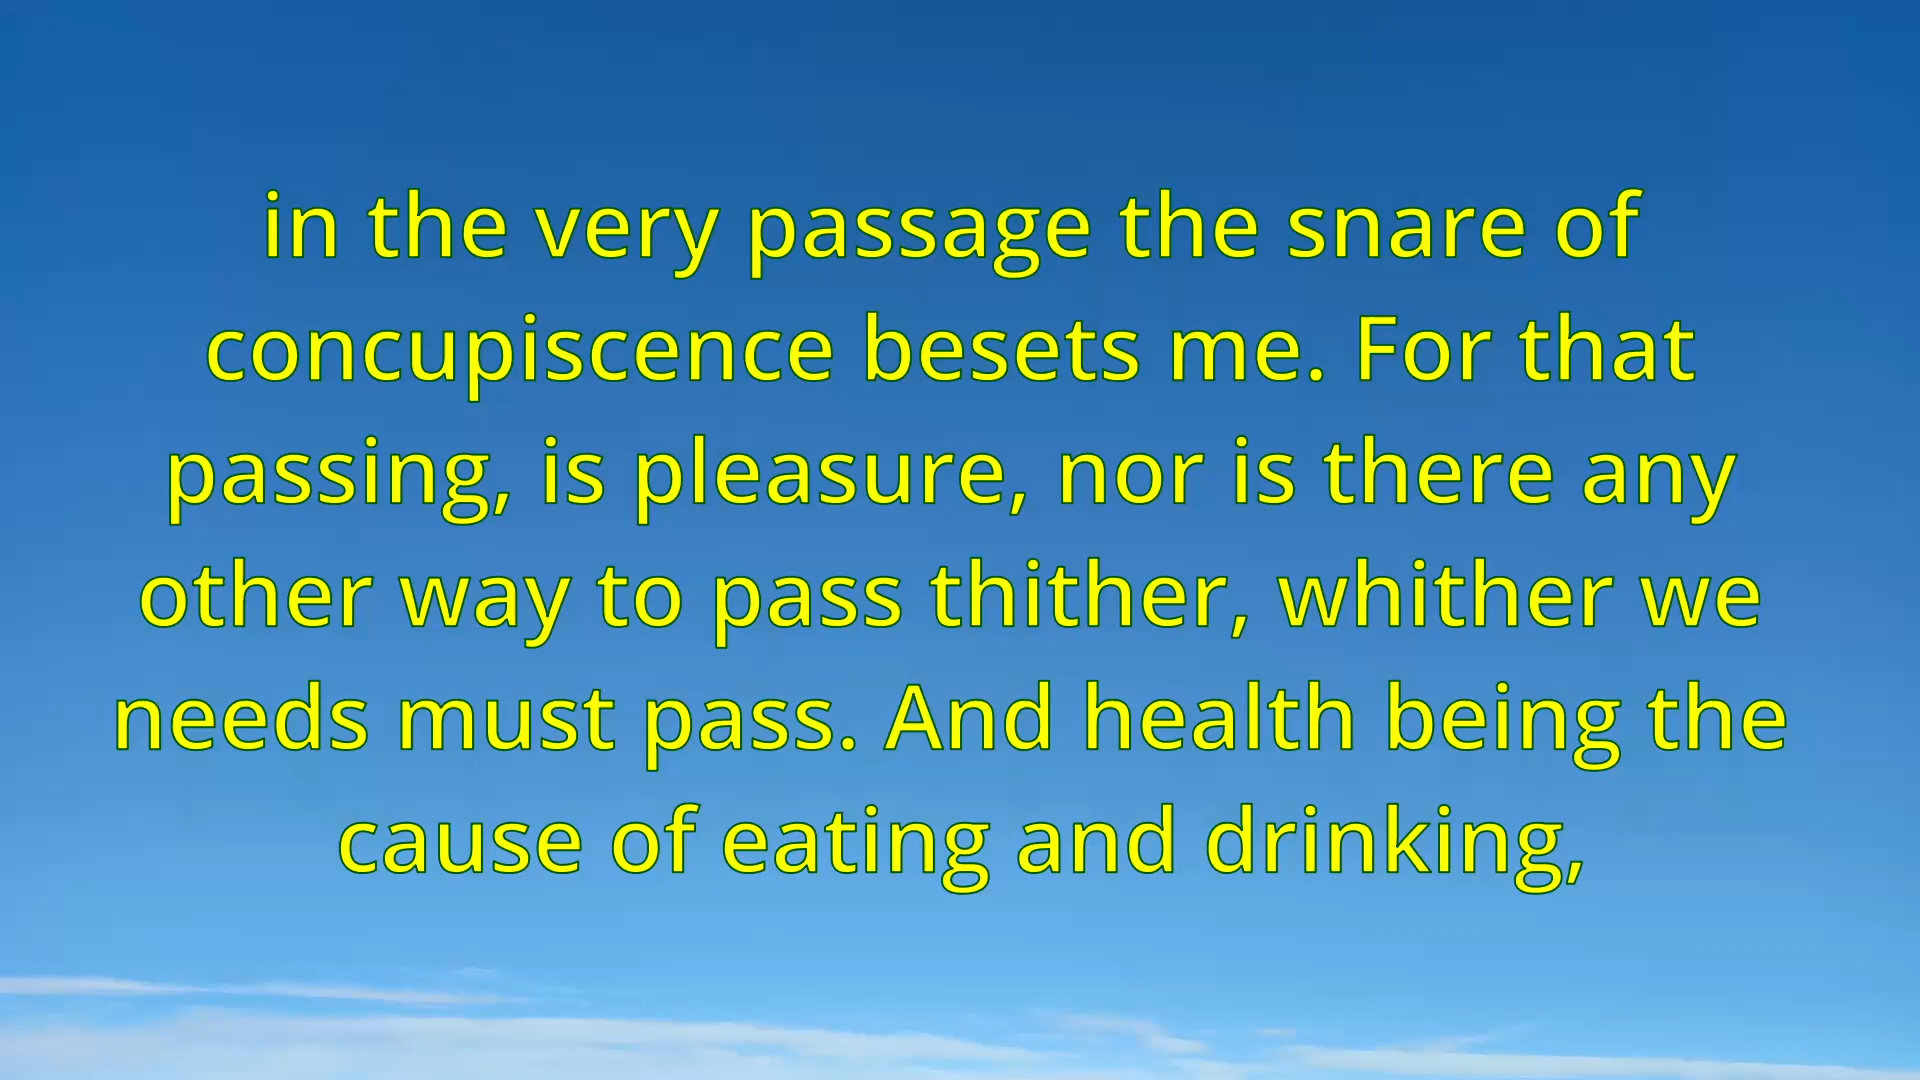 in the very passage the snare of
concupiscence besets me. For that
passing, is pleasure, nor is there any
other way to pass thither, whither we
needs must pass. And health being the
cause of eating and drinking,